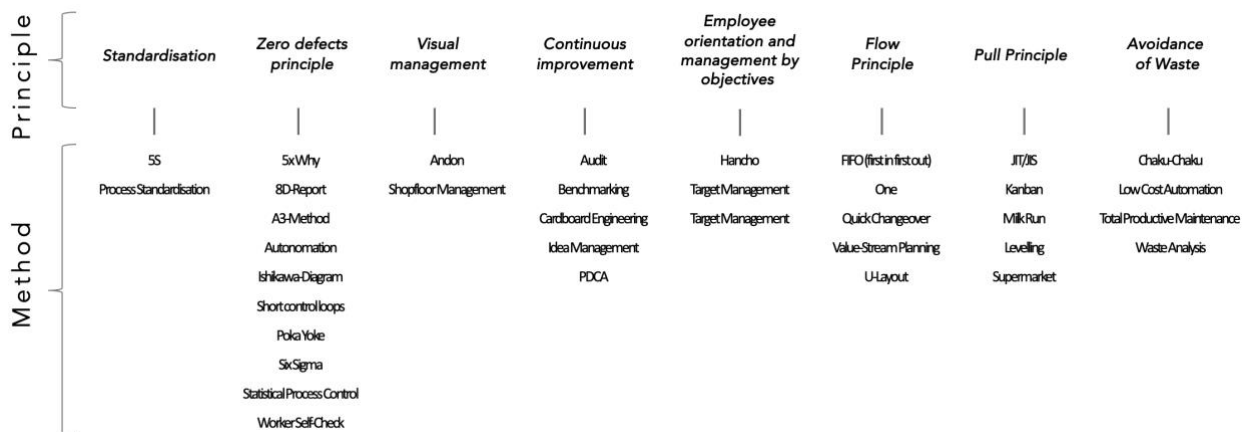 Principle
Standardisation
Zero defects
principle
Visual
management
Continuous
improvement
Employee
orientation and
management by
objectives
Flow
Principle
Pull Principle
Avoidance
of Waste
Method
5S
Process Standardisation
5x Why
8D-Report
A3-Method
Autonomation
Ishikawa-Diagram
Short control loops
Poka Yoke
Six Sigma
Statistical Process Control
Worker Self-Check
Andon
Shopfloor Management
Audit
Benchmarking
Cardboard Engineering
Idea Management
PDCA
Hancho
Target Management
Target Management
FIFO (first in first out)
One
Quick Changeover
Value-Stream Planning
U-Layout
JIT/JIS
Kanban
Milk Run
Levelling
Supermarket
Chaku-Chaku
Low Cost Automation
Total Productive Maintenance
Waste Analysis